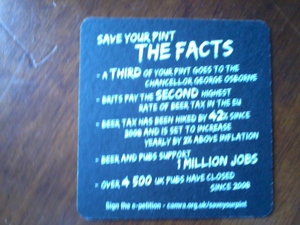 SAVE YOUR PINT
THE FACTS
- A THIRD OF YOUR PINT GOES TO THE
CHANCELLOR GEORGE OSBORNE
- BRITS PAY THE SECOND HIGHEST
RATE OF BEER TAX IN THE EU
- BEER TAX HAS BEEN HIKED BY 42% SINCE
2008 AND IS SET TO INCREASE
YEARLY BY 2% ABOVE INFLATION
- BEER AND PUBS SUPPORT
1 MILLION JOBS
- OVER 4 500 UK PUBS HAVE CLOSED
SINCE 2008
Sign the e-petition - camra.org.uk/saveyourpint